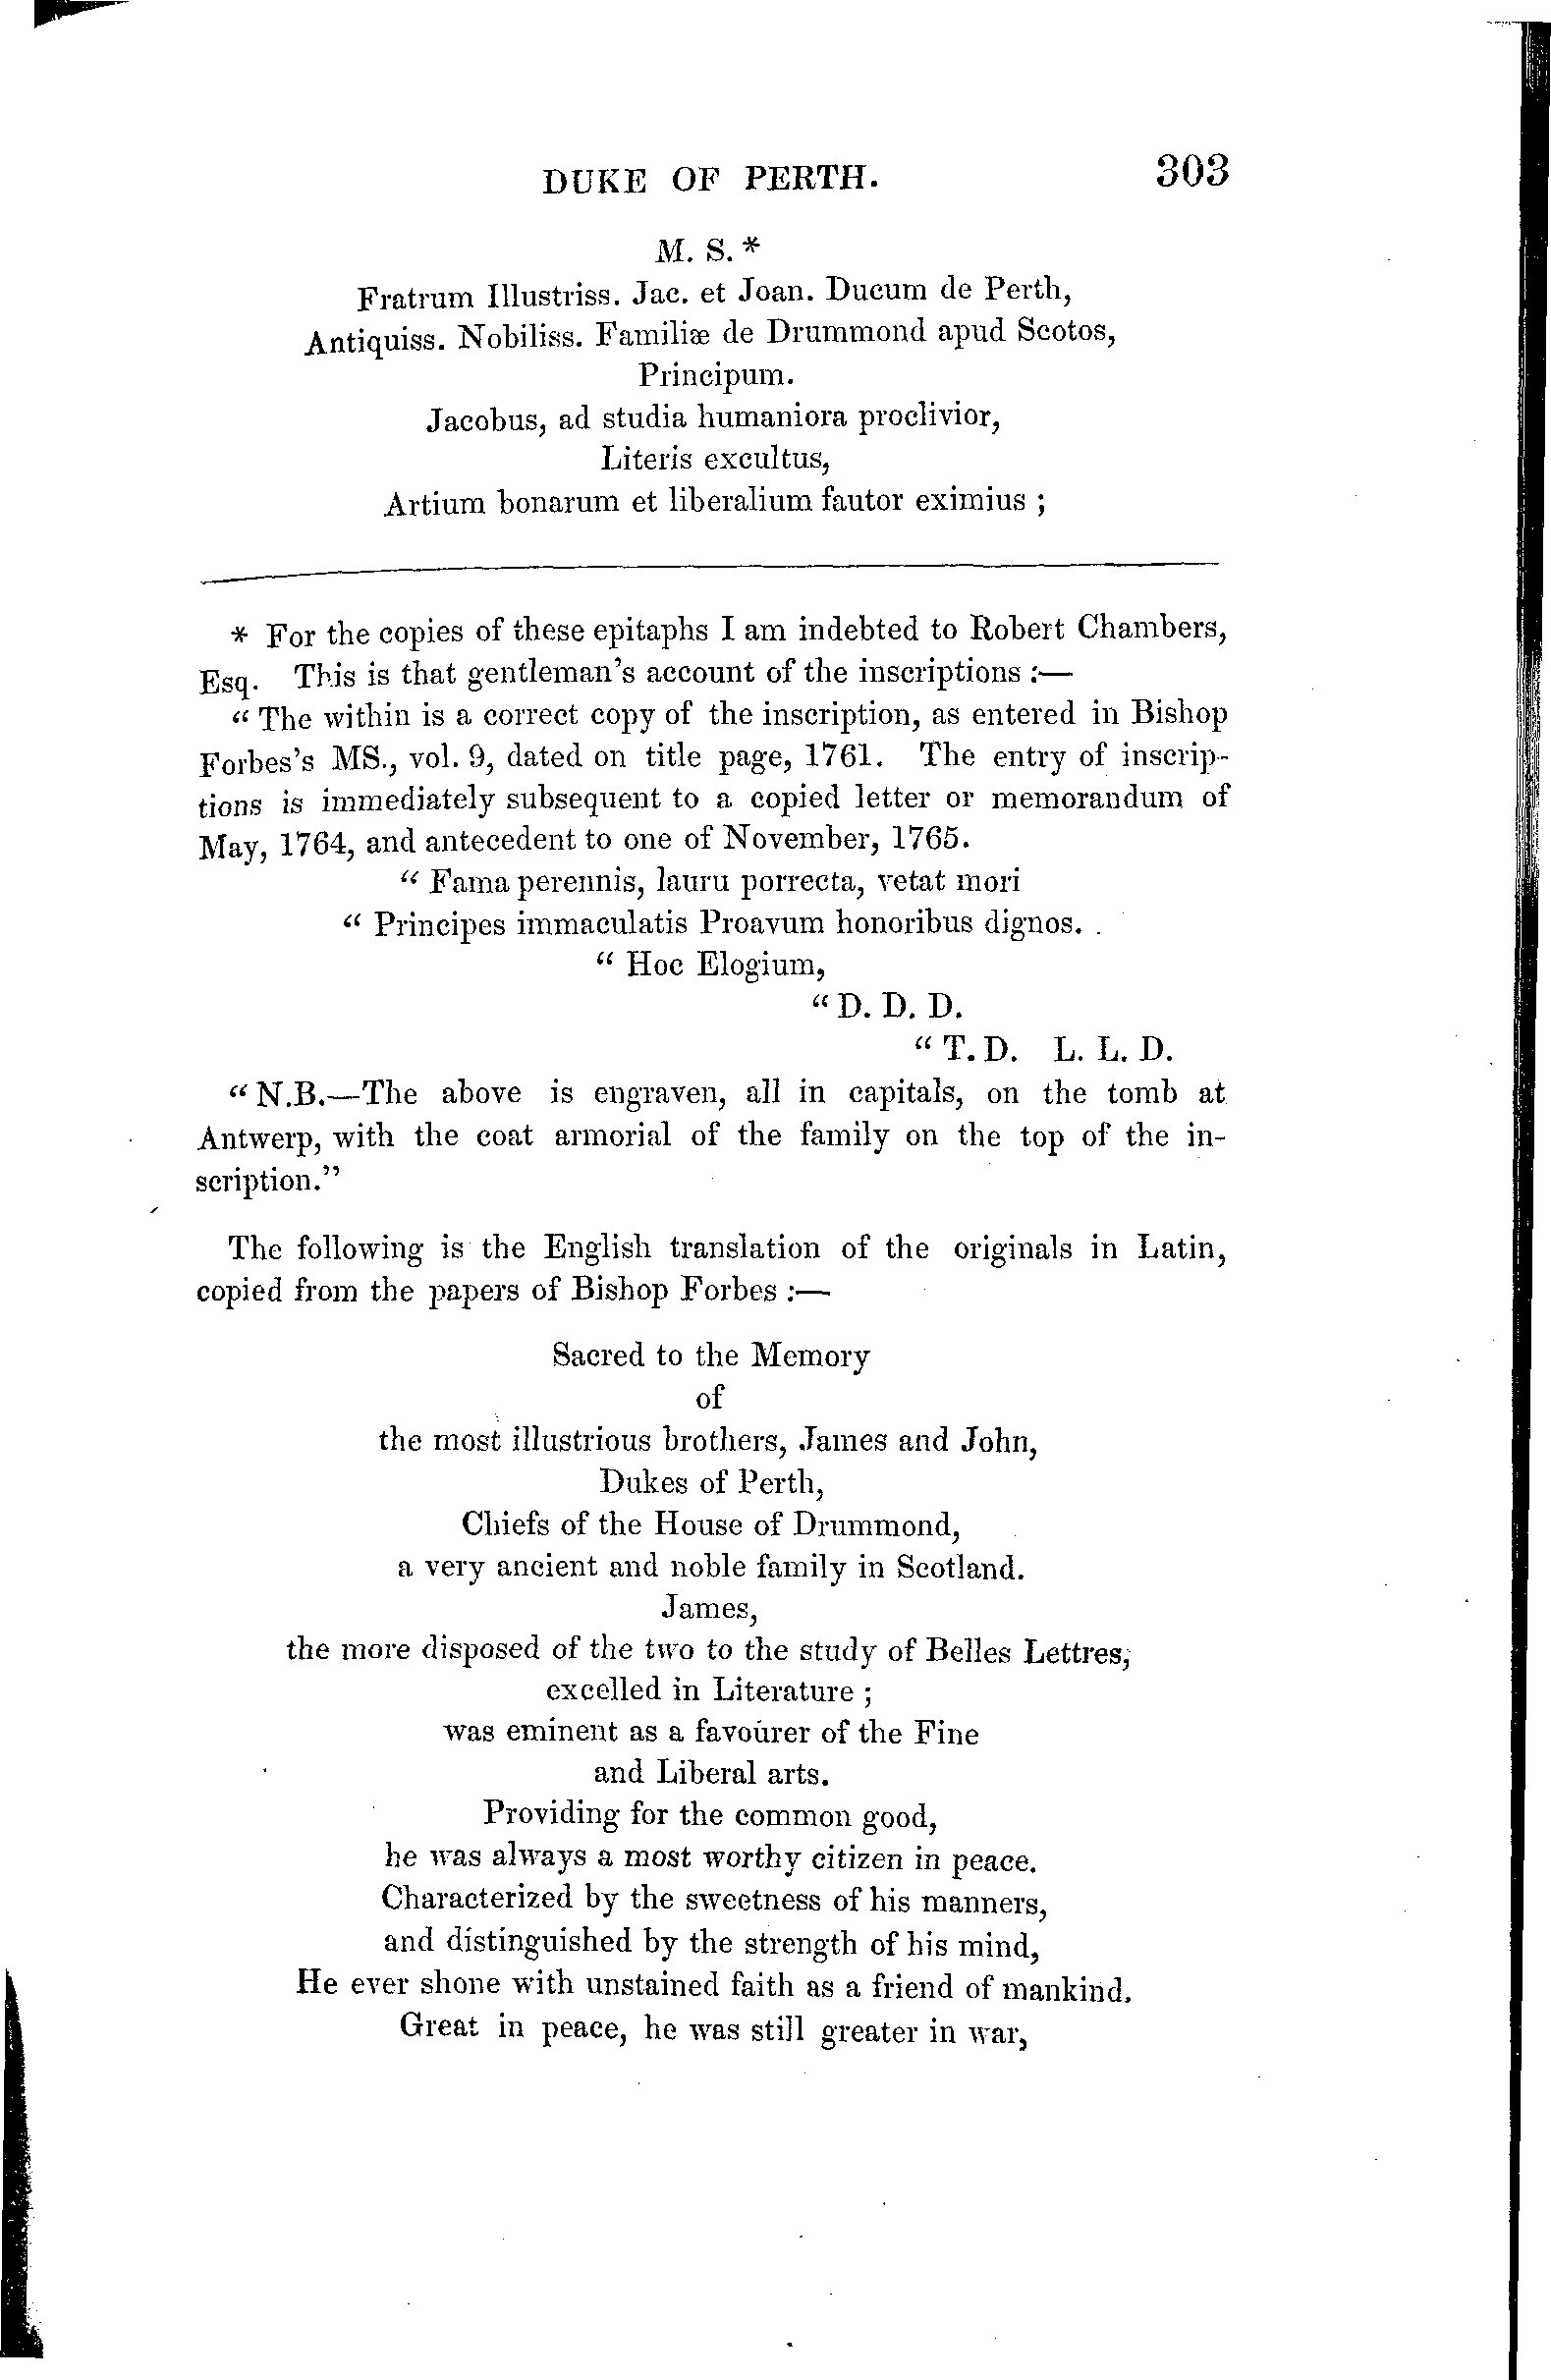 DUKE OF PERTH. 303
M. S. *
Fratrum Illustriss. Jac. et Joan. Ducum de Perth,
Antiquiss. Nobiliss. Familiæ de Drummond apud Scotos,
Principum.
Jacobus, ad studia humaniora proclivior,
Literis excultus,
Artium bonarum et liberalium fautor eximius ;
* For the copies of these epitaphs I am indebted to Robert Chambers,
Esq. This is that gentleman's account of the inscriptions :—
" The within is a correct copy of the inscription, as entered in Bishop
Forbes's MS., vol. 9, dated on title page, 1761. The entry of inscrip-
tions is immediately subsequent to a copied letter or memorandum of
May, 1764, and antecedent to one of November, 1765.
" Fama perennis, lauru porrecta, vetat mori
" Principes immaculatis Proavum honoribus dignos.
" Hoc Elogium,
" D. D. D.
" T. D. L. L. D.
" N.B.—The above is engraven, all in capitals, on the tomb at
Antwerp, with the coat armorial of the family on the top of the in-
scription."
The following is the English translation of the originals in Latin,
copied from the papers of Bishop Forbes :—
Sacred to the Memory
of
the most illustrious brothers, James and John,
Dukes of Perth,
Chiefs of the House of Drummond,
a very ancient and noble family in Scotland.
James,
the more disposed of the two to the study of Belles Lettres,
excelled in Literature ;
was eminent as a favourer of the Fine
and Liberal arts.
Providing for the common good,
he was always a most worthy citizen in peace.
Characterized by the sweetness of his manners,
and distinguished by the strength of his mind,
He ever shone with unstained faith as a friend of mankind.
Great in peace, he was still greater in war,